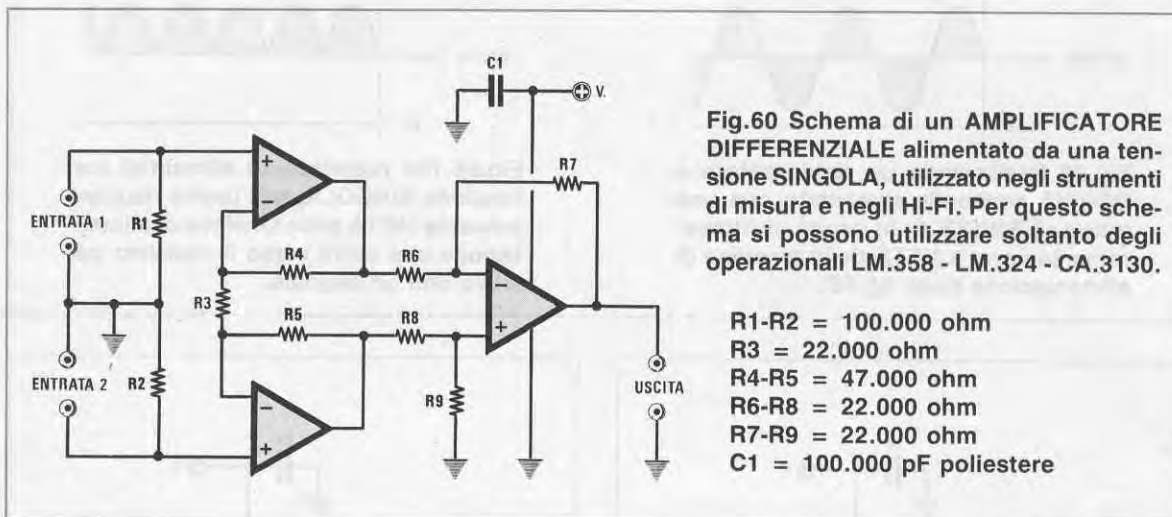 C1
V.
R7
ENTRATA 1
R1
R4
R6
R3
R5
R8
ENTRATA 2
R2
R9
USCITA
+
−
−
+
−
+
+
Fig.60 Schema di un AMPLIFICATORE
DIFFERENZIALE alimentato da una ten-
sione SINGOLA, utilizzato negli strumenti
di misura e negli Hi-Fi. Per questo sche-
ma si possono utilizzare soltanto degli
operazionali LM.358 - LM.324 - CA.3130.
R1-R2 = 100.000 ohm
R3 = 22.000 ohm
R4-R5 = 47.000 ohm
R6-R8 = 22.000 ohm
R7-R9 = 22.000 ohm
C1 = 100.000 pF poliestere